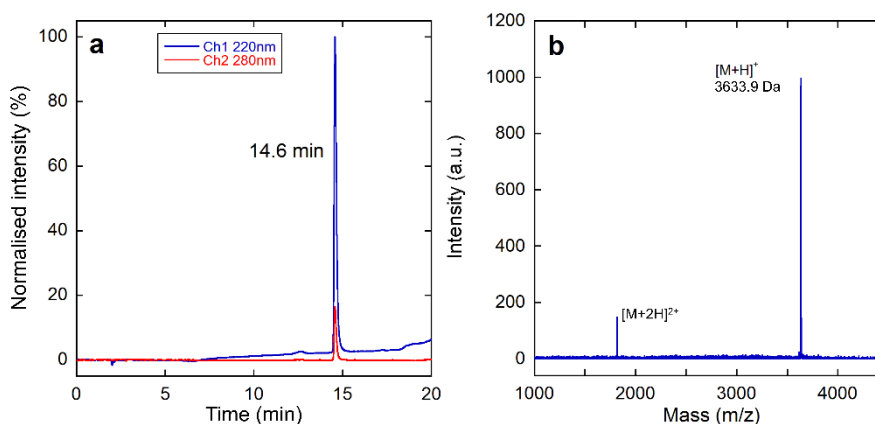 a
Ch1 220nm
Ch2 280nm
14.6 min
Normalised intensity (%)
100
80
60
40
20
0
0 5 10 15 20
Time (min)
b
[M+H]⁺
3633.9 Da
[M+2H]²⁺
Intensity (a.u.)
1000
800
600
400
200
0
1000 2000 3000 4000
Mass (m/z)